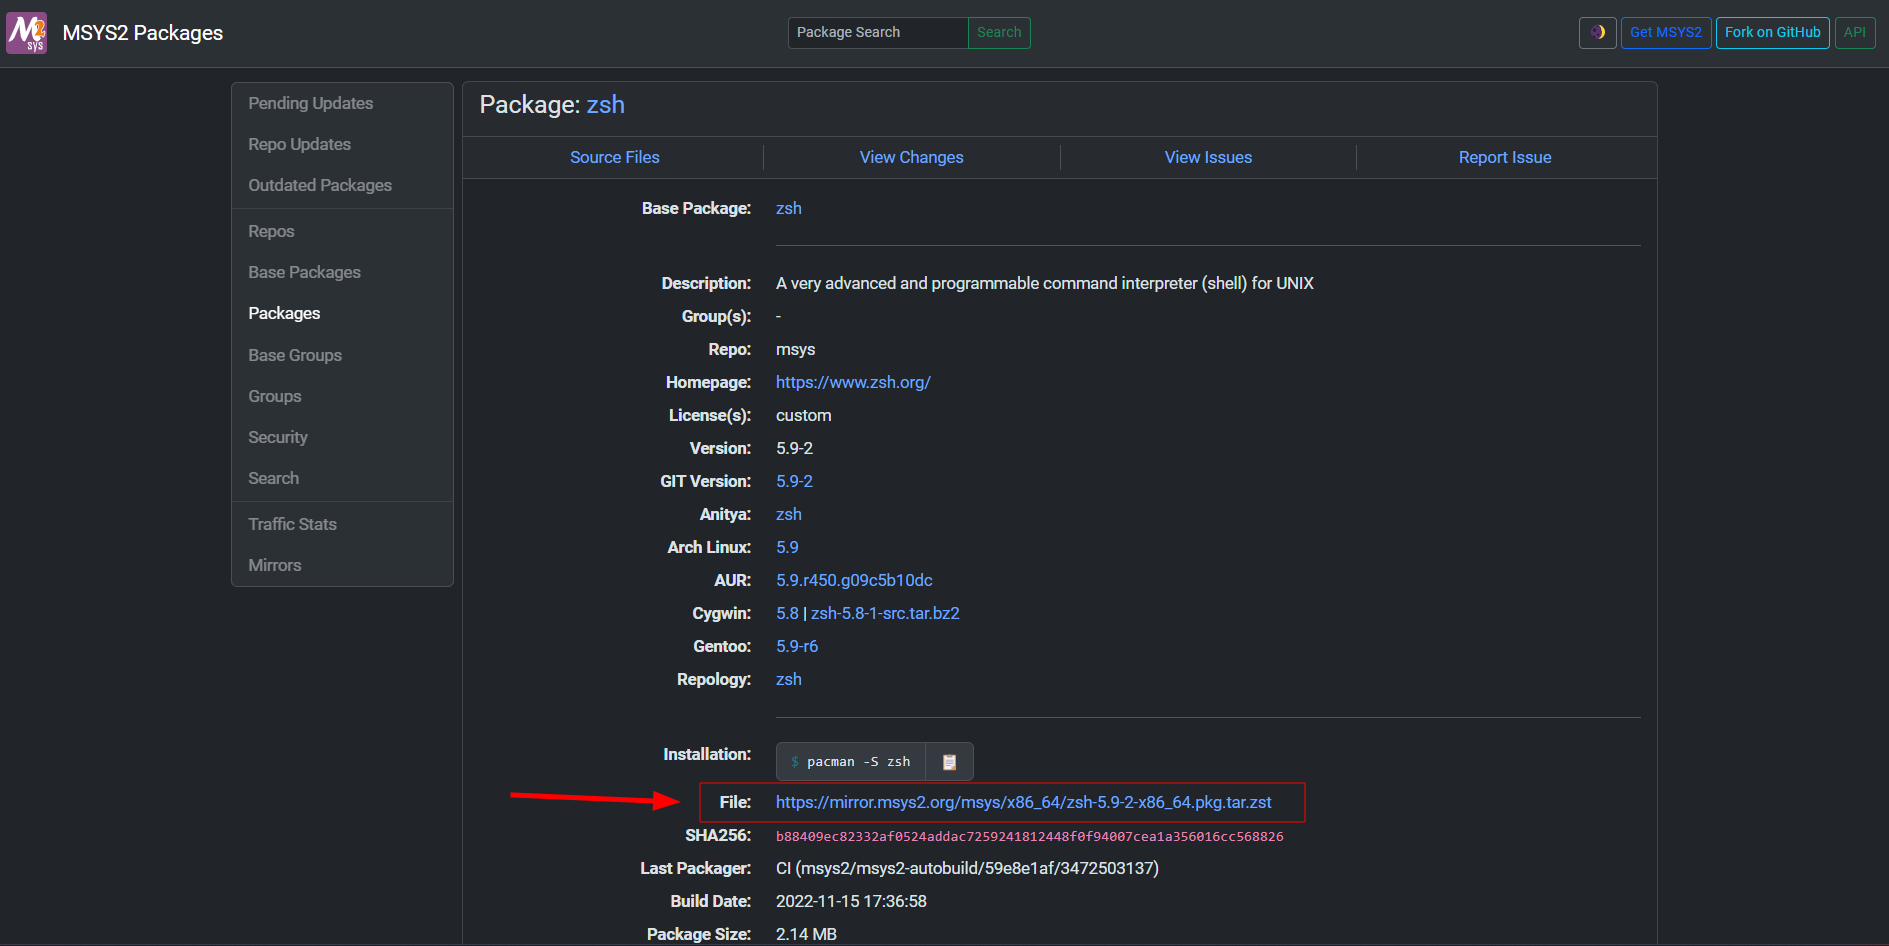 M2 sys
MSYS2 Packages
Package Search
Search
Get MSYS2
Fork on GitHub
API
Pending Updates
Repo Updates
Outdated Packages
Repos
Base Packages
Packages
Base Groups
Groups
Security
Search
Traffic Stats
Mirrors
Package: zsh
Source Files
View Changes
View Issues
Report Issue
Base Package: zsh
Description: A very advanced and programmable command interpreter (shell) for UNIX
Group(s): -
Repo: msys
Homepage: https://www.zsh.org/
License(s): custom
Version: 5.9-2
GIT Version: 5.9-2
Anitya: zsh
Arch Linux: 5.9
AUR: 5.9.r450.g09c5b10dc
Cygwin: 5.8 | zsh-5.8-1-src.tar.bz2
Gentoo: 5.9-r6
Repology: zsh
Installation: $ pacman -S zsh
File: https://mirror.msys2.org/msys/x86_64/zsh-5.9-2-x86_64.pkg.tar.zst
SHA256: b88409ec82332af0524addac7259241812448f0f94007cea1a356016cc568826
Last Packager: CI (msys2/msys2-autobuild/59e8e1af/3472503137)
Build Date: 2022-11-15 17:36:58
Package Size: 2.14 MB